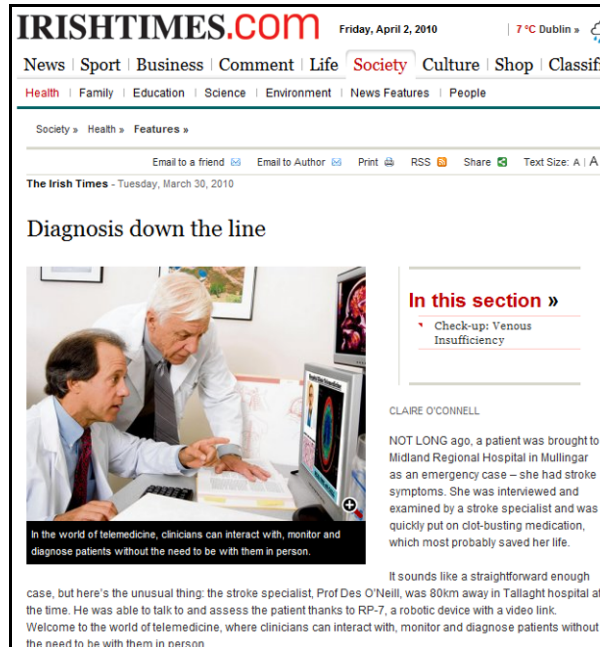 IRISHTIMES.com Friday, April 2, 2010 7 °C Dublin »
News Sport Business Comment Life Society Culture Shop Classifi
Health Family Education Science Environment News Features People
Society » Health » Features »
Email to a friend Email to Author Print RSS Share Text Size: A | A
The Irish Times - Tuesday, March 30, 2010
Diagnosis down the line
In this section »
Check-up: Venous
Insufficiency
In the world of telemedicine, clinicians can interact with, monitor and
diagnose patients without the need to be with them in person.
CLAIRE O'CONNELL
NOT LONG ago, a patient was brought to
Midland Regional Hospital in Mullingar
as an emergency case – she had stroke
symptoms. She was interviewed and
examined by a stroke specialist and was
quickly put on clot-busting medication,
which most probably saved her life.
It sounds like a straightforward enough
case, but here's the unusual thing: the stroke specialist, Prof Des O'Neill, was 80km away in Tallaght hospital at
the time. He was able to talk to and assess the patient thanks to RP-7, a robotic device with a video link.
Welcome to the world of telemedicine, where clinicians can interact with, monitor and diagnose patients without
the need to be with them in person